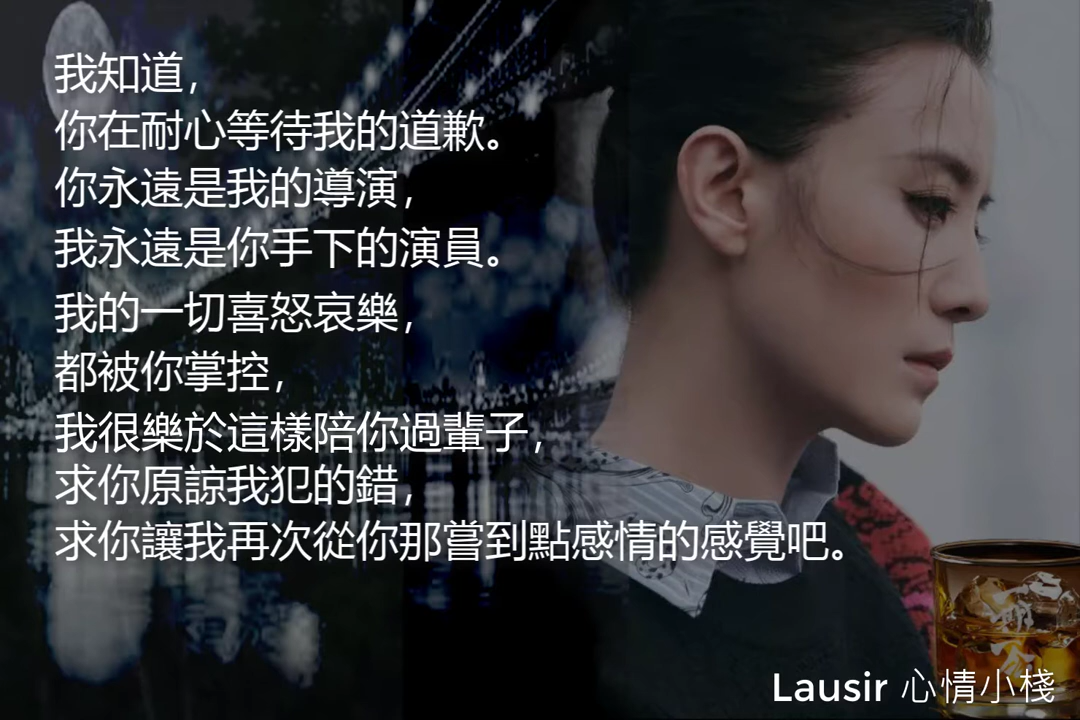 我知道，
你在耐心等待我的道歉。
你永遠是我的導演，
我永遠是你手下的演員。
我的一切喜怒哀樂，
都被你掌控，
我很樂於這樣陪你過輩子，
求你原諒我犯的錯，
求你讓我再次從你那嘗到點感情的感覺吧。
Lausir 心情小棧